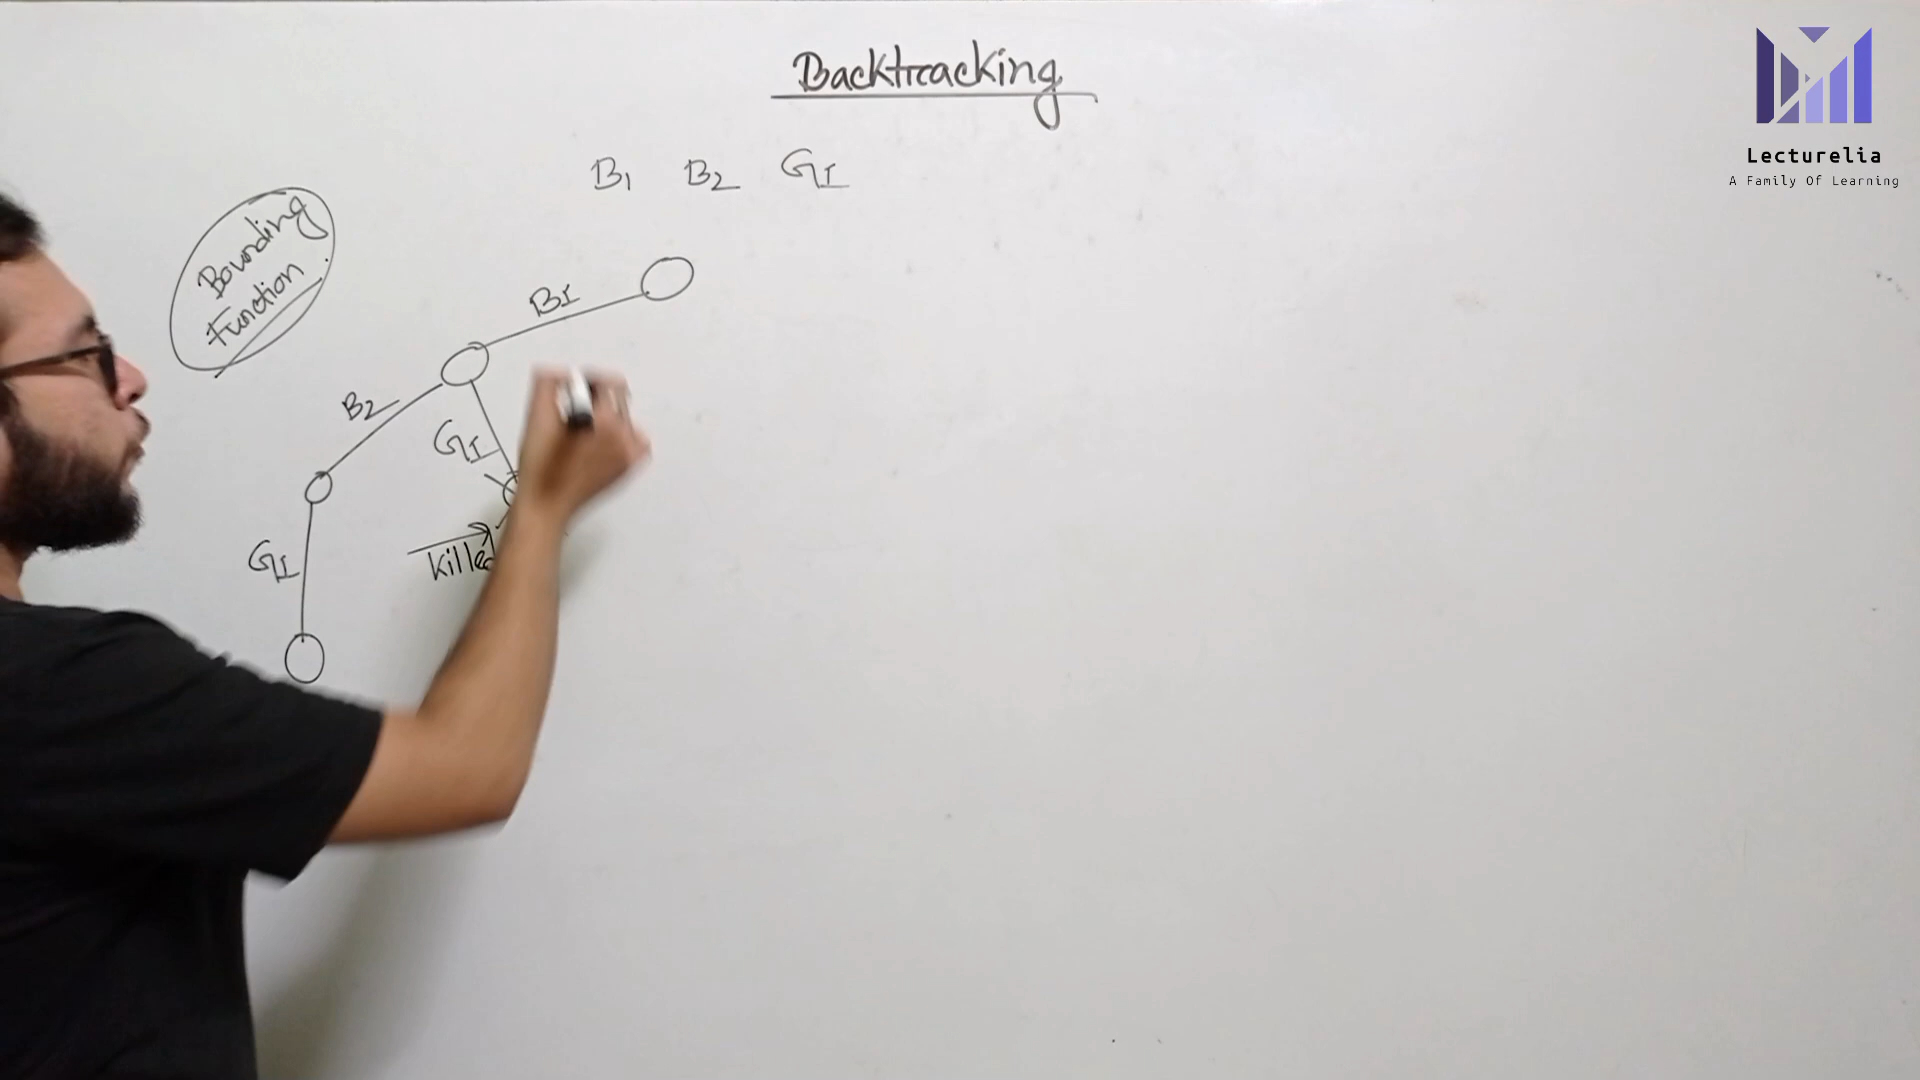 Backtracking
B1 B2 G1
Bounding
Function
B1
B2
G1
G1
Killed
Lecturelia
A Family Of Learning